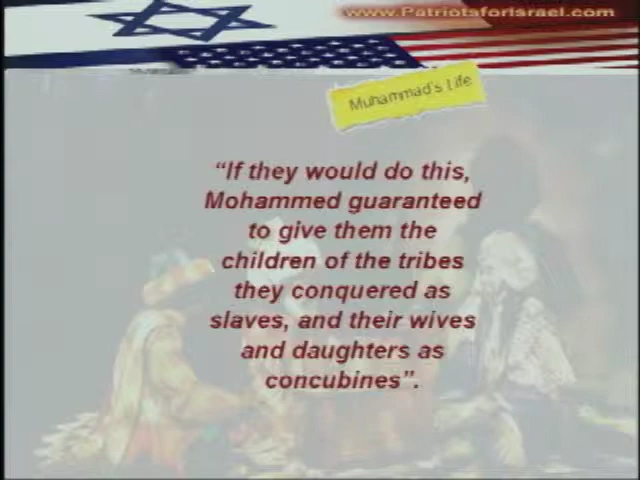 www.PatriotsforIsrael.com
Muhammad's Life
“If they would do this,
Mohammed guaranteed
to give them the
children of the tribes
they conquered as
slaves, and their wives
and daughters as
concubines”.